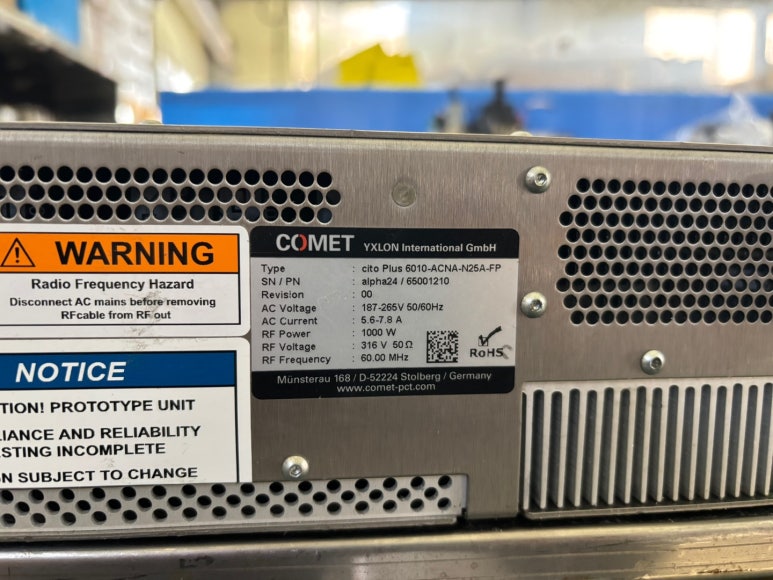 WARNING
Radio Frequency Hazard
Disconnect AC mains before removing
RFcable from RF out
NOTICE
TION! PROTOTYPE UNIT
LIANCE AND RELIABILITY
ESTING INCOMPLETE
N SUBJECT TO CHANGE
COMET YXLON International GmbH
Type : cito Plus 6010-ACNA-N25A-FP
SN / PN : alpha24 / 65001210
Revision : 00
AC Voltage : 187-265V 50/60Hz
AC Current : 5.6-7.8 A
RF Power : 1000 W
RF Voltage : 316 V 50Ω
RF Frequency : 60.00 MHz
RoHS
Münsterau 168 / D-52224 Stolberg / Germany
www.comet-pct.com